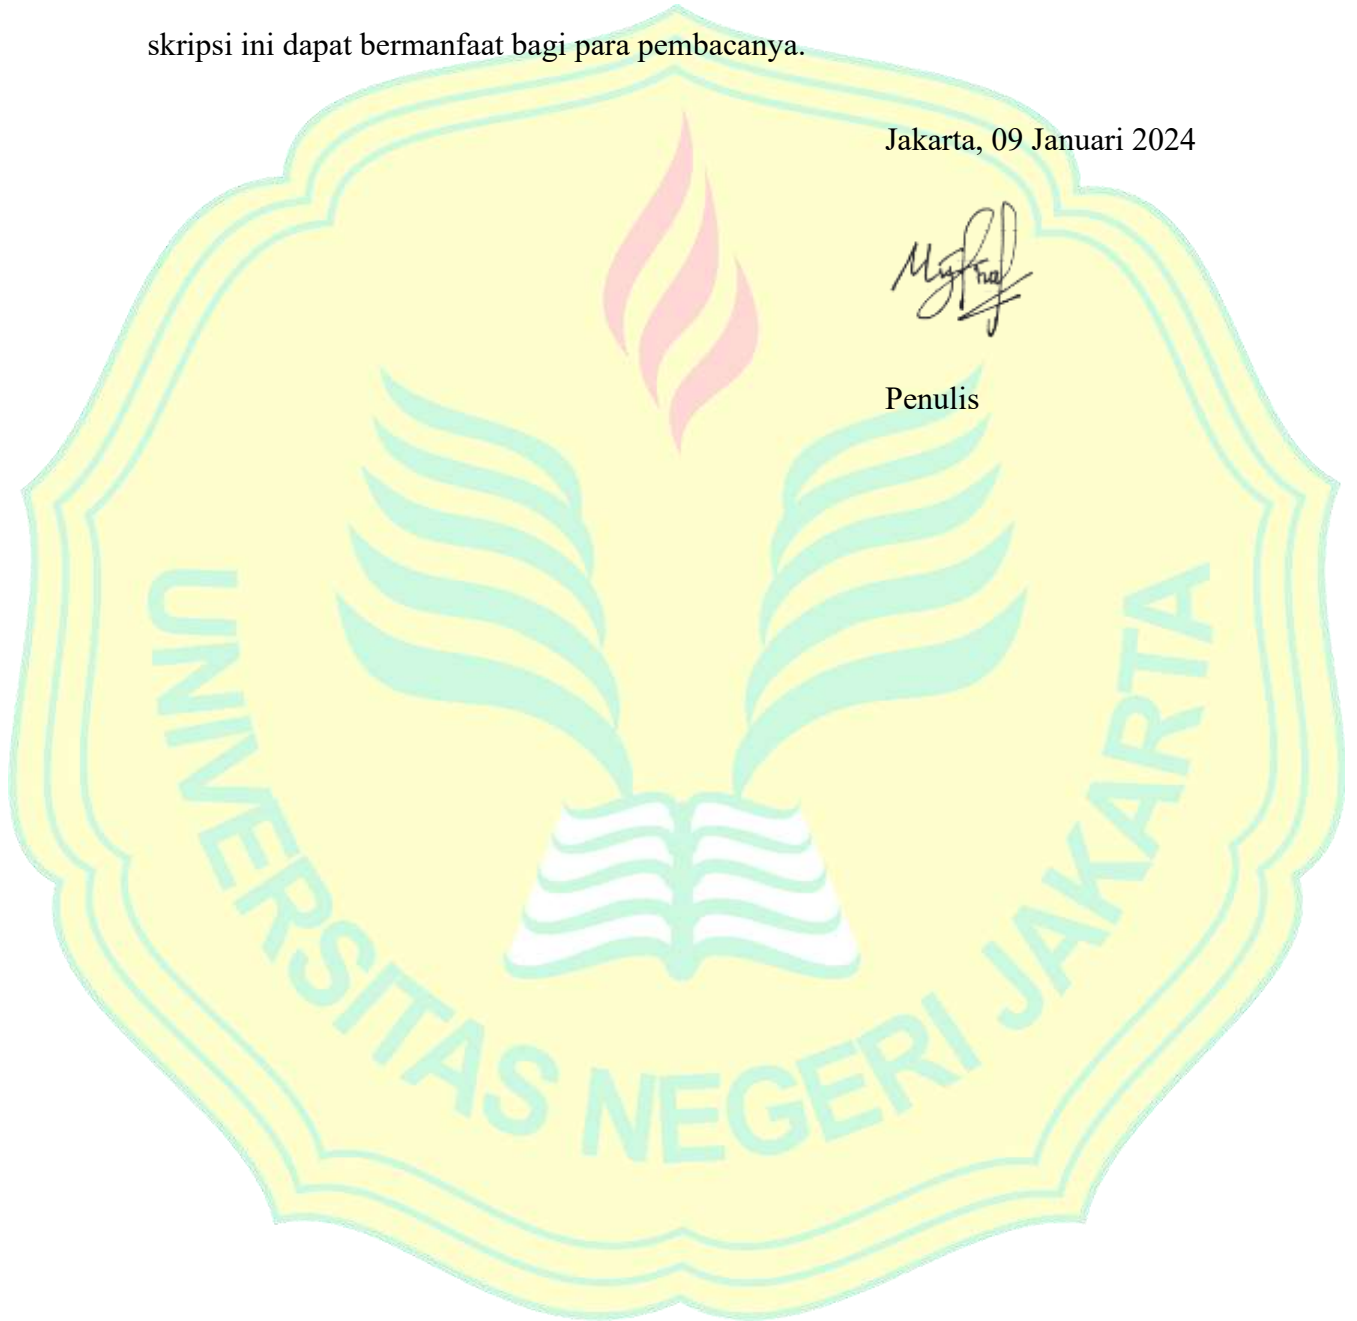 skripsi ini dapat bermanfaat bagi para pembacanya.
Jakarta, 09 Januari 2024
Penulis
UNIVERSITAS NEGERI JAKARTA